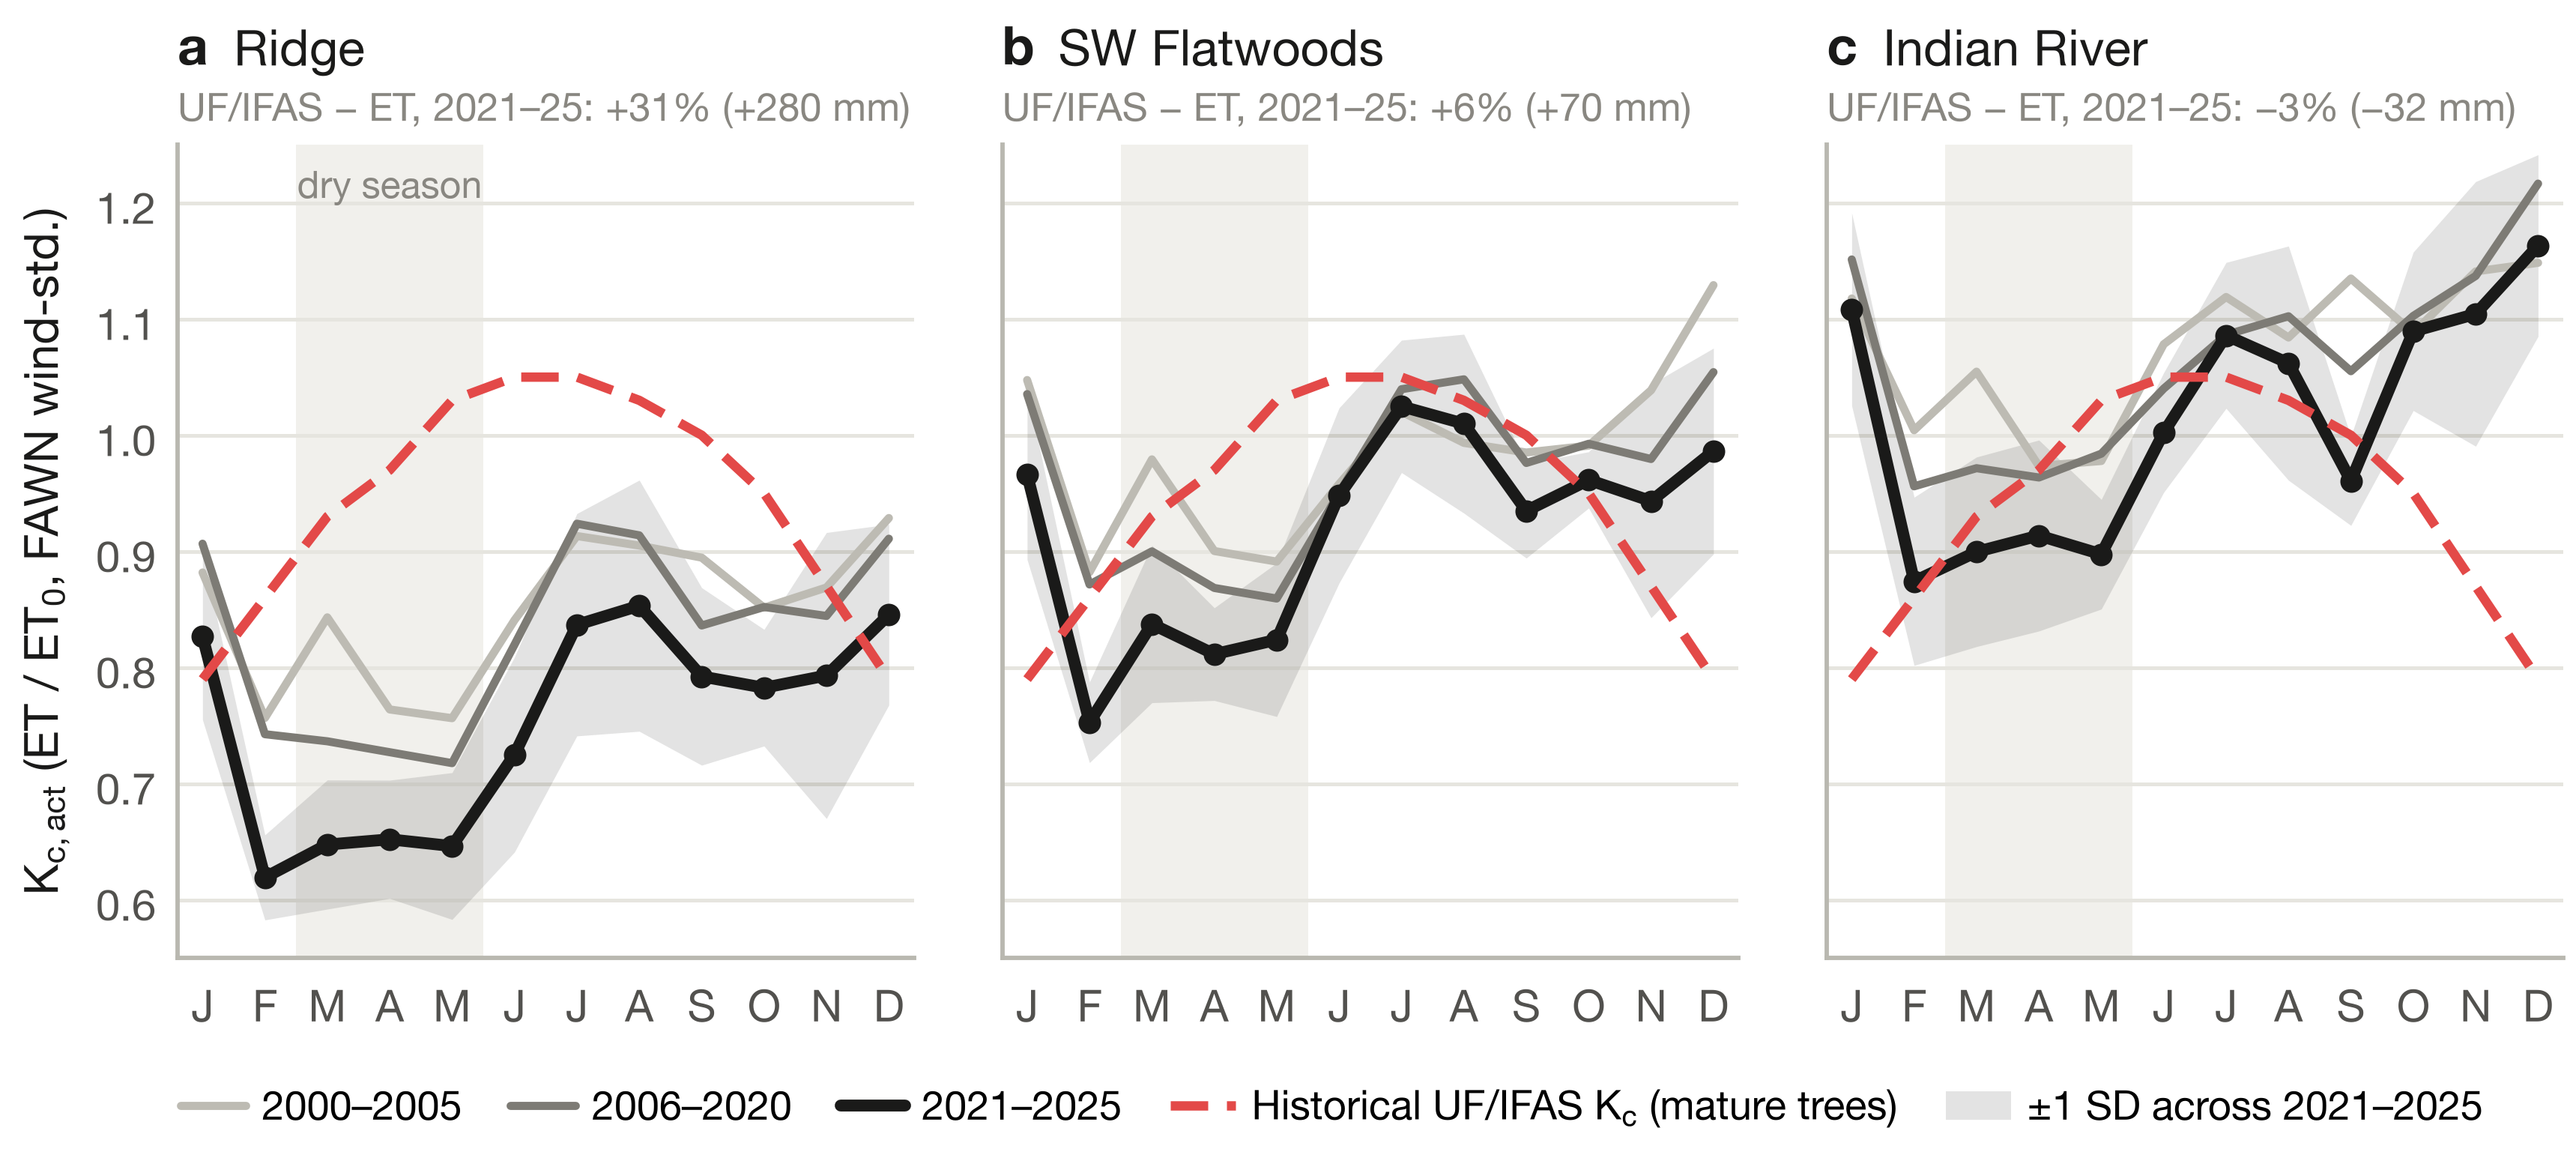 a Ridge
UF/IFAS – ET, 2021–25: +31% (+280 mm)
b SW Flatwoods
UF/IFAS – ET, 2021–25: +6% (+70 mm)
c Indian River
UF/IFAS – ET, 2021–25: −3% (−32 mm)
dry season
K_c, act (ET / ET_0, FAWN wind-std.)
1.2
1.1
1.0
0.9
0.8
0.7
0.6
J F M A M J J A S O N D
J F M A M J J A S O N D
J F M A M J J A S O N D
2000–2005 2006–2020 2021–2025 Historical UF/IFAS K_c (mature trees) ±1 SD across 2021–2025